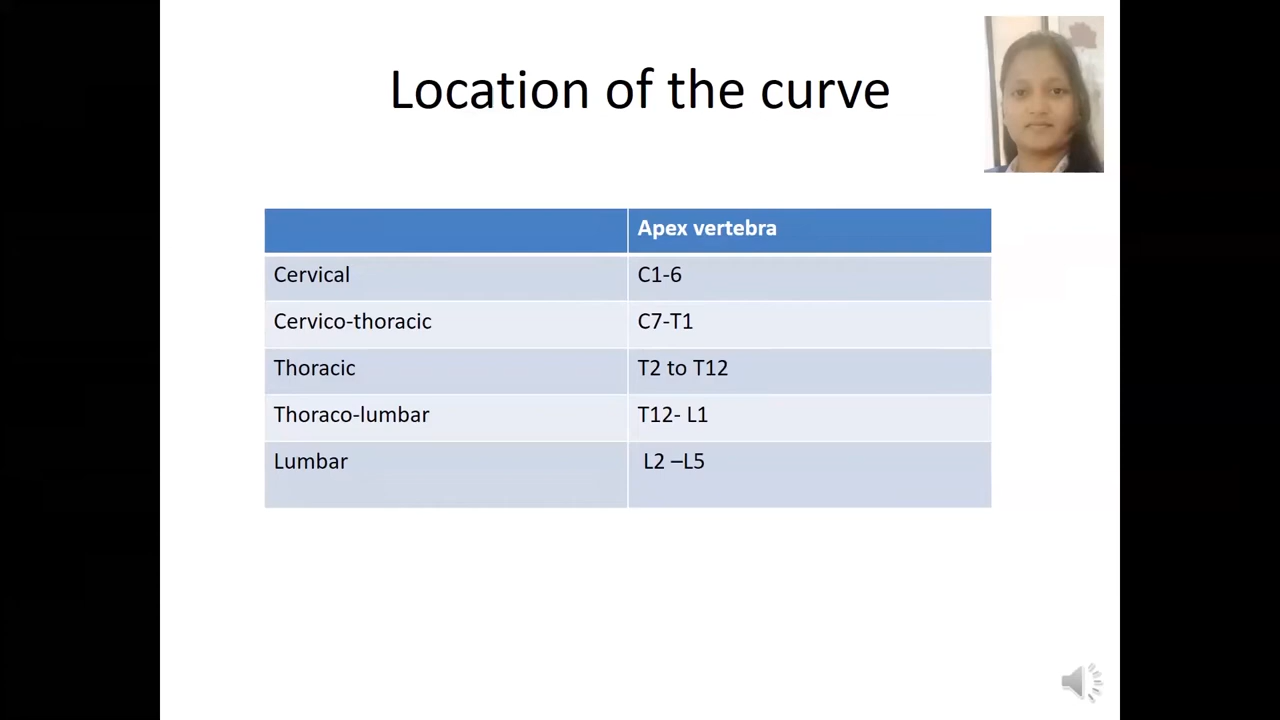 Location of the curve
Apex vertebra
Cervical C1-6
Cervico-thoracic C7-T1
Thoracic T2 to T12
Thoraco-lumbar T12- L1
Lumbar L2 –L5